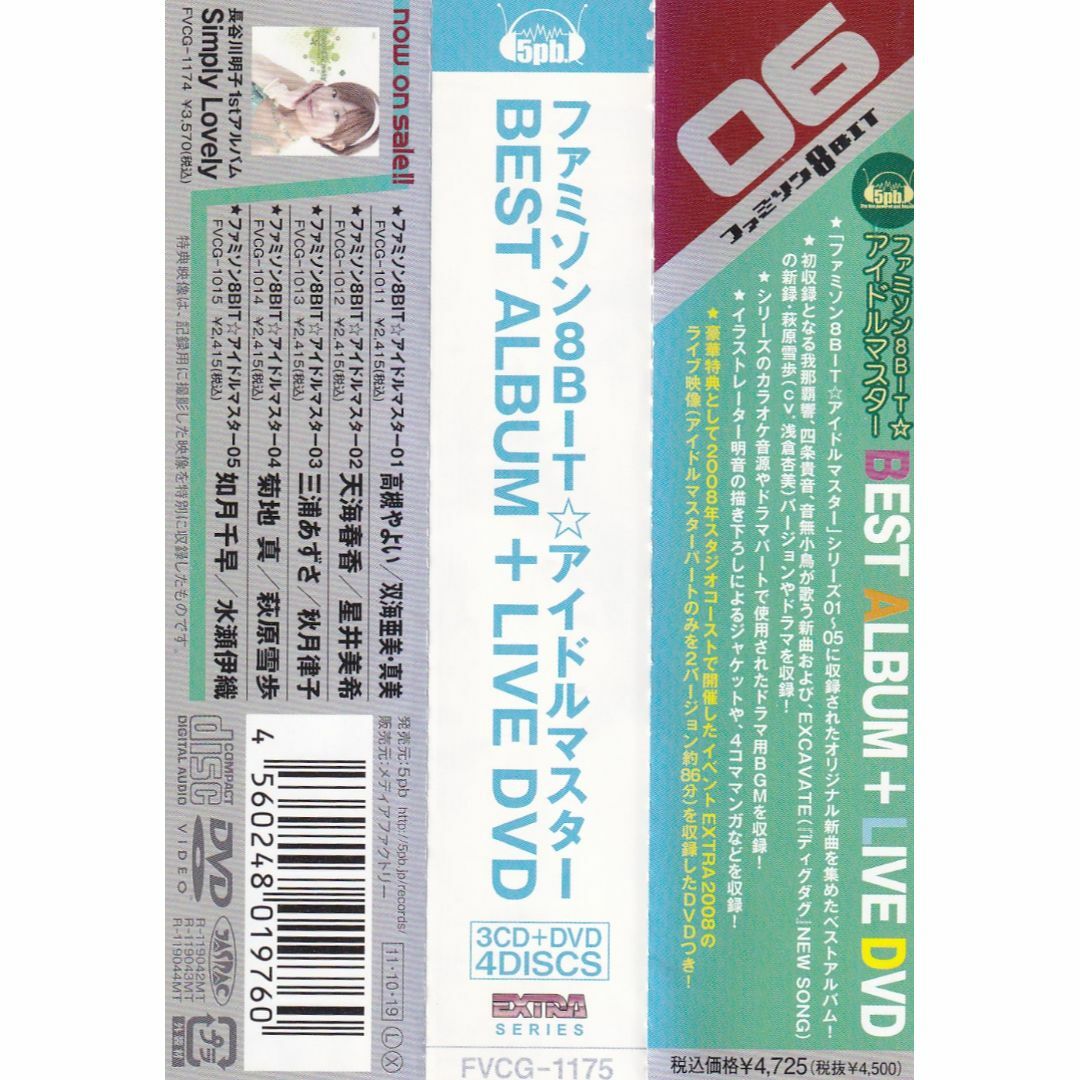 06
ファミソン8BIT
5pb.
ファミソン8BIT☆
アイドルマスター
BEST ALBUM + LIVE DVD
★「ファミソン8BIT☆アイドルマスター」シリーズ01〜05に収録されたオリジナル新曲を集めたベストアルバム!
★初収録となる我那覇響、四条貴音、音無小鳥が歌う新曲および、EXCAVATE(『ディグダグ』NEW SONG)
の新録・萩原雪歩(cv.浅倉杏美)バージョンやドラマを収録!
★シリーズのカラオケ音源やドラマパートで使用されたドラマ用BGMを収録!
★イラストレーター明音の描き下ろしによるジャケットや、4コママンガなどを収録!
★豪華特典として2008年スタジオコーストで開催したイベント EXTRA2008の
ライブ映像(アイドルマスターパートのみを2バージョン約86分)を収録したDVDつき!
税込価格¥4,725(税抜¥4,500)
5pb.
ファミソン8BIT☆アイドルマスター
BEST ALBUM + LIVE DVD
3CD+DVD
4DISCS
EXTRA
SERIES
FVCG-1175
now on sale!!
長谷川明子1stアルバム
Simply Lovely
FVCG-1174 ¥3,570(税込)
★ファミソン8BIT☆アイドルマスター01 高槻やよい/双海亜美・真美
FVCG-1011 ¥2,415(税込)
★ファミソン8BIT☆アイドルマスター02 天海春香/星井美希
FVCG-1012 ¥2,415(税込)
★ファミソン8BIT☆アイドルマスター03 三浦あずさ/秋月律子
FVCG-1013 ¥2,415(税込)
★ファミソン8BIT☆アイドルマスター04 菊地 真/萩原雪歩
FVCG-1014 ¥2,415(税込)
★ファミソン8BIT☆アイドルマスター05 如月千早/水瀬伊織
FVCG-1015 ¥2,415(税込)
特典映像は、記録用に撮影した映像を特別に収録したものです。
発売元:5pb http://5pb.jp/records/
販売元:メディアファクトリー
11・10・19 L X
4 560248 019760
COMPACT
disc
DIGITAL AUDIO
DVD
VIDEO
JASRAC
R-119042MT
R-119043MT
R-119044MT
プラ